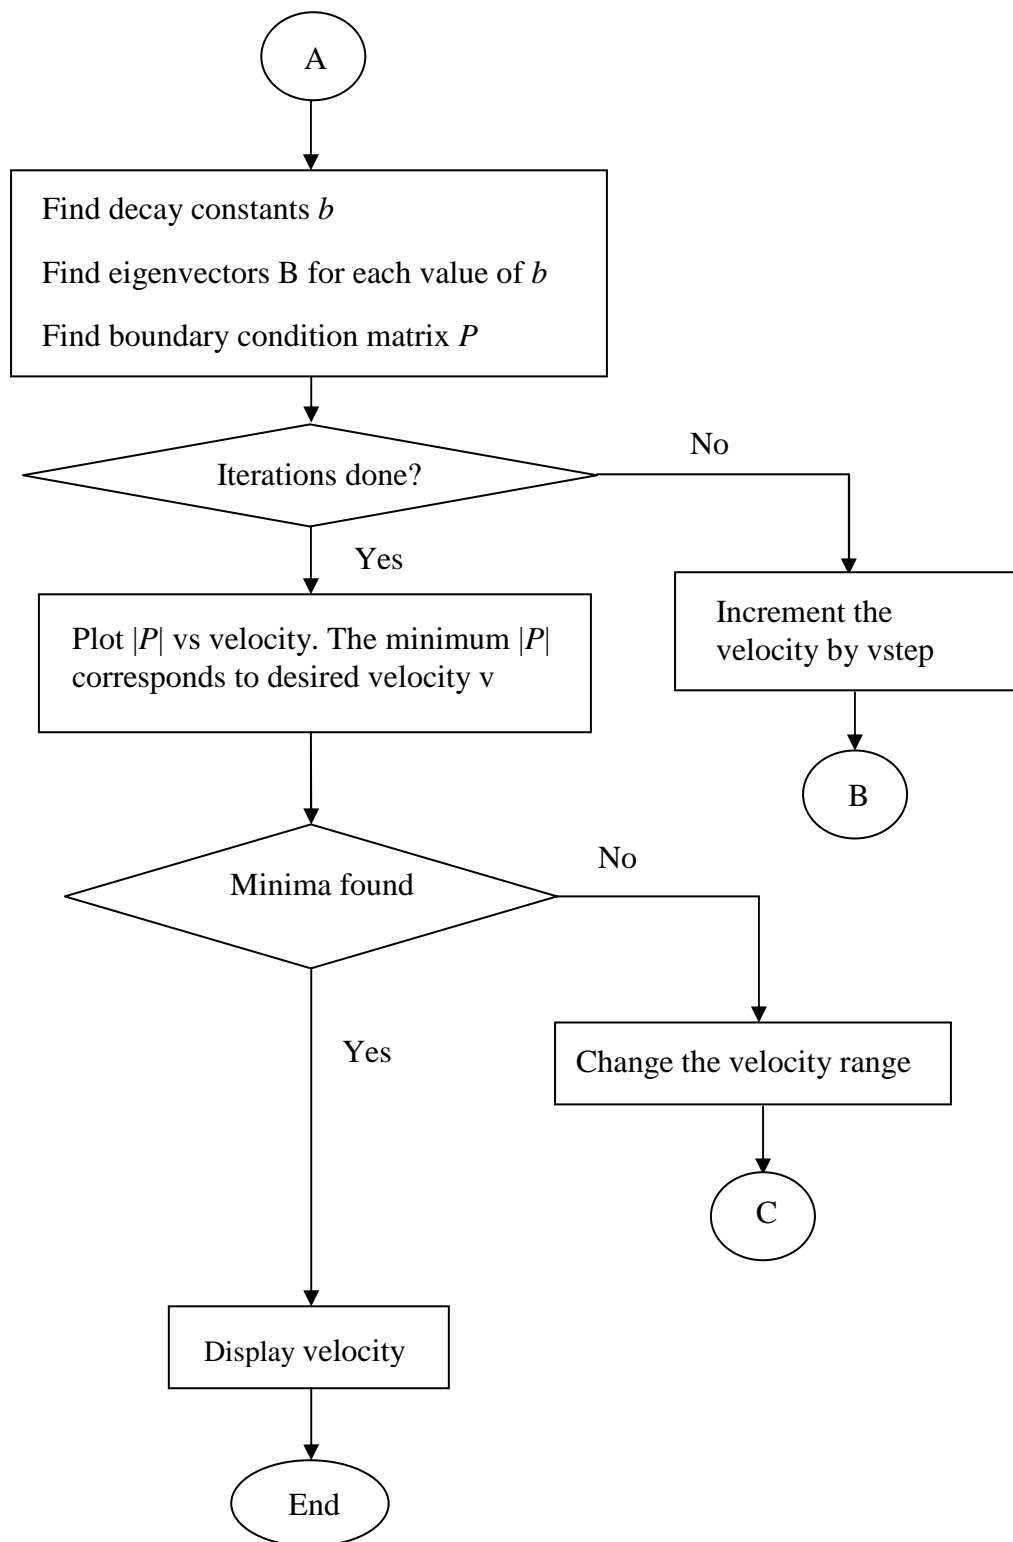 A
Find decay constants b
Find eigenvectors B for each value of b
Find boundary condition matrix P
Iterations done?
No
Yes
Increment the
velocity by vstep
Plot |P| vs velocity. The minimum |P|
corresponds to desired velocity v
B
Minima found
No
Yes
Change the velocity range
C
Display velocity
End